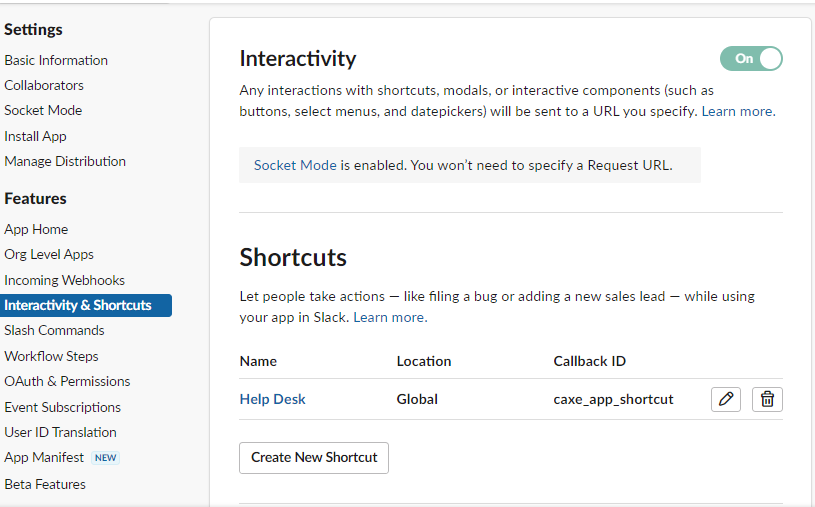 Settings
Basic Information
Collaborators
Socket Mode
Install App
Manage Distribution
Features
App Home
Org Level Apps
Incoming Webhooks
Interactivity & Shortcuts
Slash Commands
Workflow Steps
OAuth & Permissions
Event Subscriptions
User ID Translation
App Manifest NEW
Beta Features
Interactivity
On
Any interactions with shortcuts, modals, or interactive components (such as
buttons, select menus, and datepickers) will be sent to a URL you specify. Learn more.
Socket Mode is enabled. You won’t need to specify a Request URL.
Shortcuts
Let people take actions — like filing a bug or adding a new sales lead — while using
your app in Slack. Learn more.
Name Location Callback ID
Help Desk Global caxe_app_shortcut
Create New Shortcut